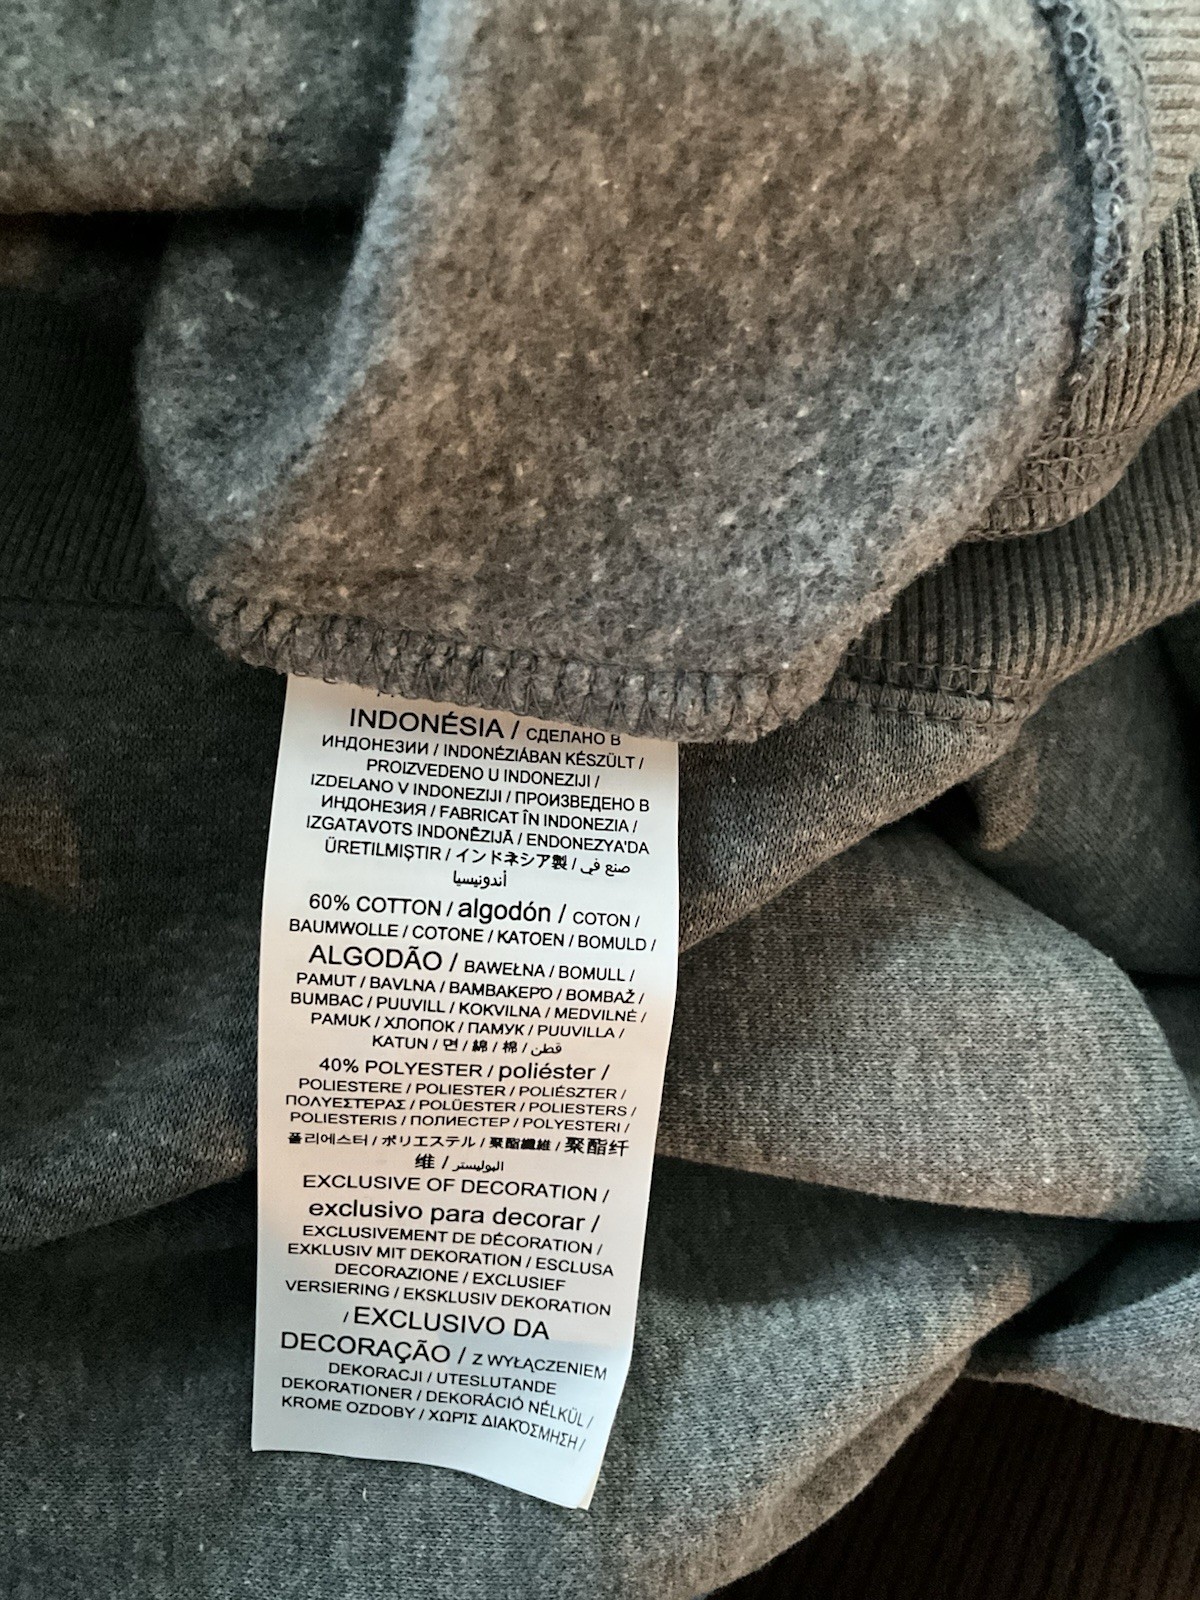 INDONÉSIA / СДЕЛАНО В
ИНДОНЕЗИИ / INDONÉZIÁBAN KÉSZÜLT /
PROIZVEDENO U INDONEZIJI /
IZDELANO V INDONEZIJI / ПРОИЗВЕДЕНО В
ИНДОНЕЗИЯ / FABRICAT ÎN INDONEZIA /
IZGATAVOTS INDONĒZIJĀ / ENDONEZYA'DA
ÜRETILMIŞTIR / インドネシア製 / صنع في
أندونيسيا
60% COTTON / algodón / COTON /
BAUMWOLLE / COTONE / KATOEN / BOMULD /
ALGODÃO / BAWEŁNA / BOMULL /
PAMUT / BAVLNA / ΒΑΜΒΑΚΕΡΌ / BOMBAŽ /
BUMBAC / PUUVILL / KOKVILNA / MEDVILNĖ /
PAMUK / ХЛОПОК / ПАМУК / PUUVILLA /
KATUN / 면 / 綿 / 棉 / قطن
40% POLYESTER / poliéster /
POLIESTERE / POLIESTER / POLIÉSZTER /
ΠΟΛΥΕΣΤΕΡΑΣ / POLÜESTER / POLIESTERS /
POLIESTERIS / ПОЛИЕСТЕР / POLYESTERI /
폴리에스터 / ポリエステル / 聚酯纖維 / 聚酯纤
维 / البوليستر
EXCLUSIVE OF DECORATION /
exclusivo para decorar /
EXCLUSIVEMENT DE DÉCORATION /
EXKLUSIV MIT DEKORATION / ESCLUSA
DECORAZIONE / EXCLUSIEF
VERSIERING / EKSKLUSIV DEKORATION
/ EXCLUSIVO DA
DECORAÇÃO / Z WYŁĄCZENIEM
DEKORACJI / UTESLUTANDE
DEKORATIONER / DEKORÁCIÓ NÉLKÜL /
KROME OZDOBY / ΧΩΡΊΣ ΔΙΑΚΌΣΜΗΣΗ /